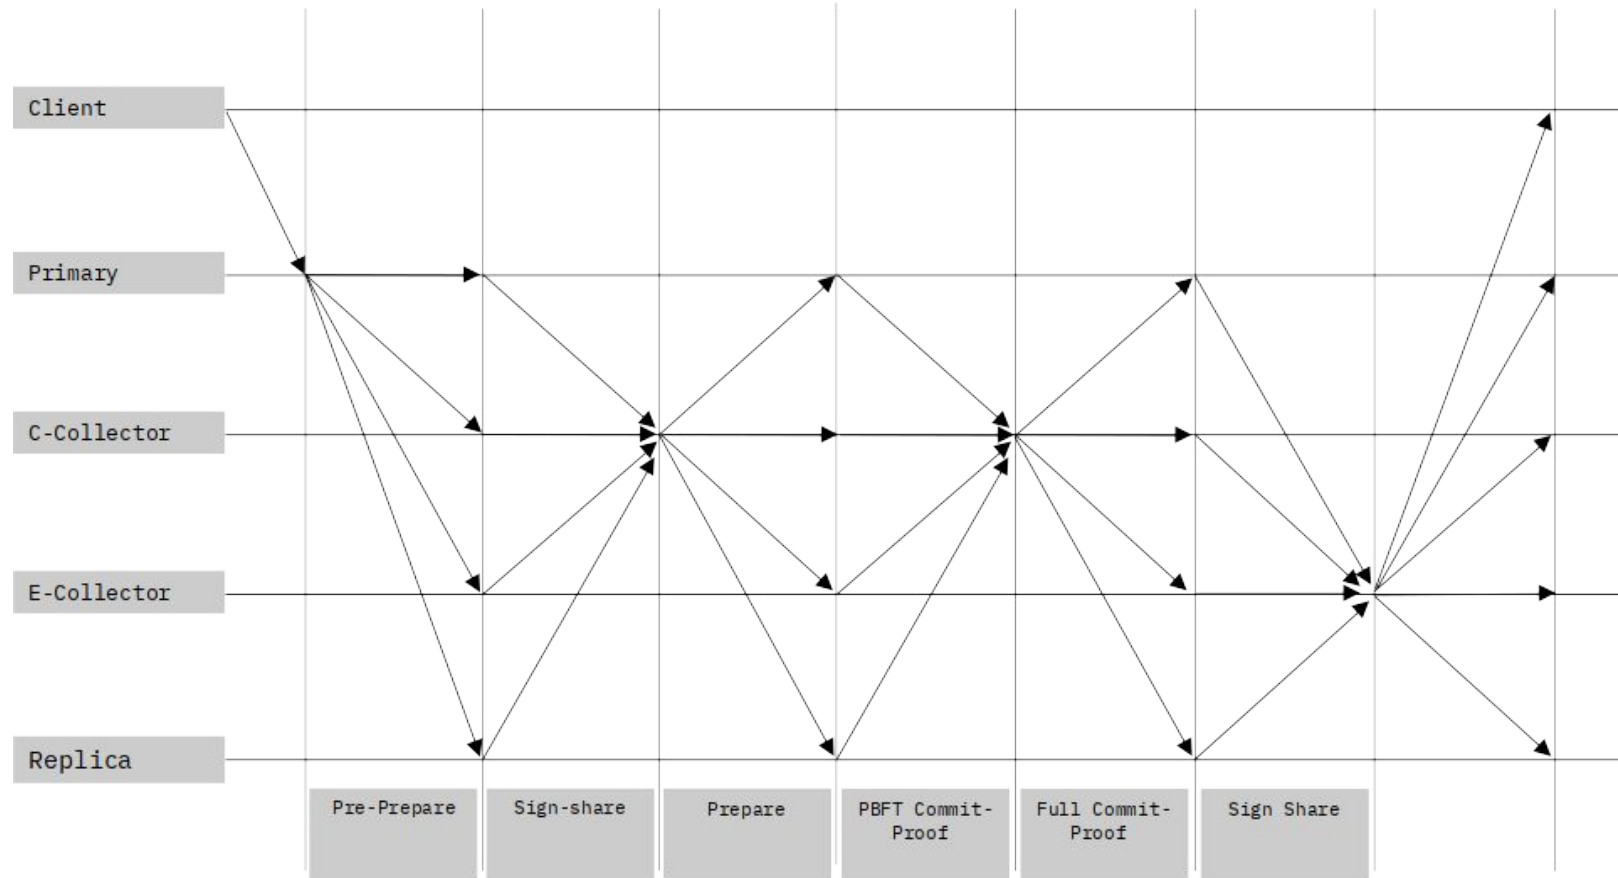 Client
Primary
C-Collector
E-Collector
Replica
Pre-Prepare
Sign-share
Prepare
PBFT Commit-
Proof
Full Commit-
Proof
Sign Share